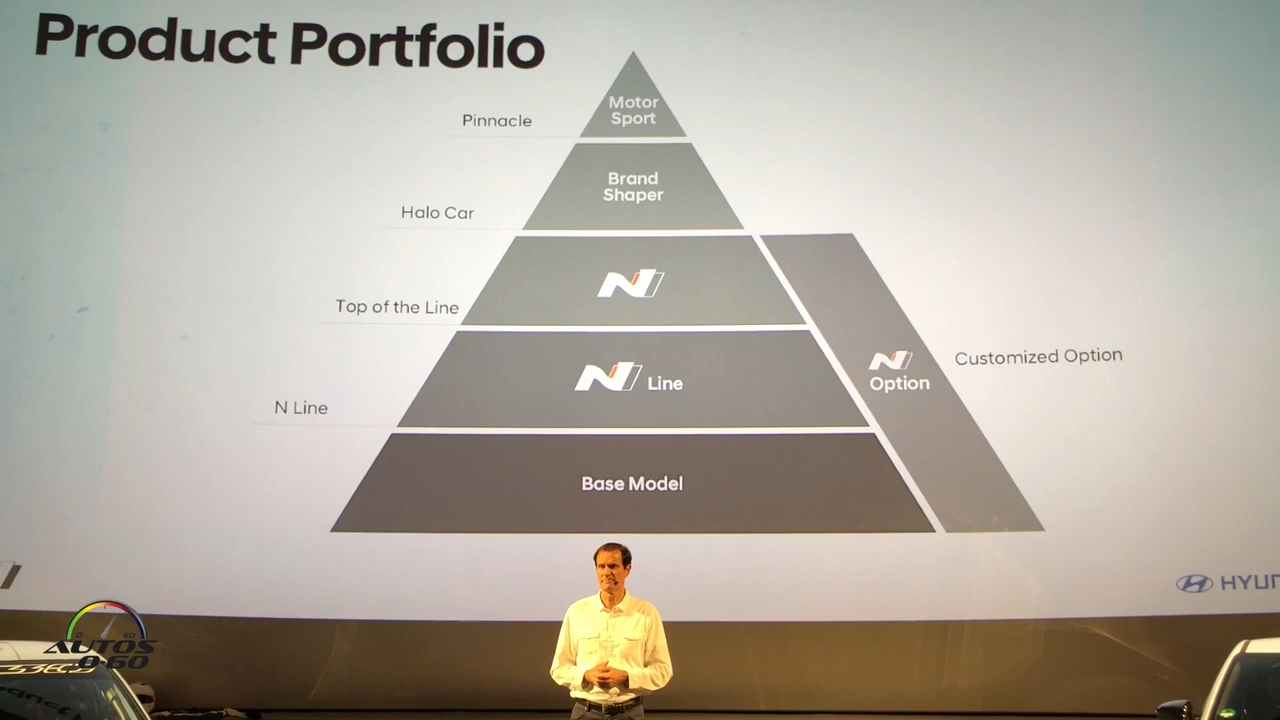 Product Portfolio
Motor
Sport
Pinnacle
Brand
Shaper
Halo Car
N
Top of the Line
N Line
N Line
N
Option
Customized Option
Base Model
HYUN
AUTOS
0-60